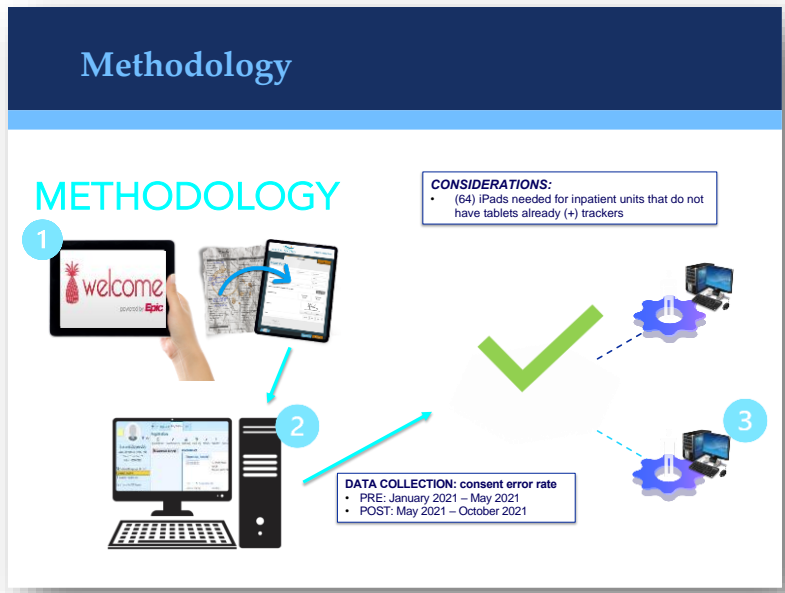 Methodology
METHODOLOGY
CONSIDERATIONS:
• (64) iPads needed for inpatient units that do not
have tablets already (+) trackers
1
welcome
powered by Epic
2
3
DATA COLLECTION: consent error rate
• PRE: January 2021 – May 2021
• POST: May 2021 – October 2021